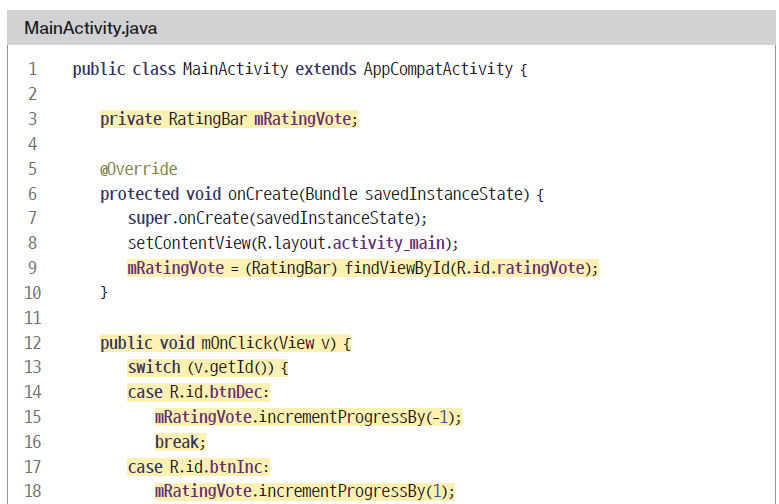 MainActivity.java
1 public class MainActivity extends AppCompatActivity {
2
3 private RatingBar mRatingVote;
4
5 @Override
6 protected void onCreate(Bundle savedInstanceState) {
7 super.onCreate(savedInstanceState);
8 setContentView(R.layout.activity_main);
9 mRatingVote = (RatingBar) findViewById(R.id.ratingVote);
10 }
11
12 public void mOnClick(View v) {
13 switch (v.getId()) {
14 case R.id.btnDec:
15 mRatingVote.incrementProgressBy(-1);
16 break;
17 case R.id.btnInc:
18 mRatingVote.incrementProgressBy(1);